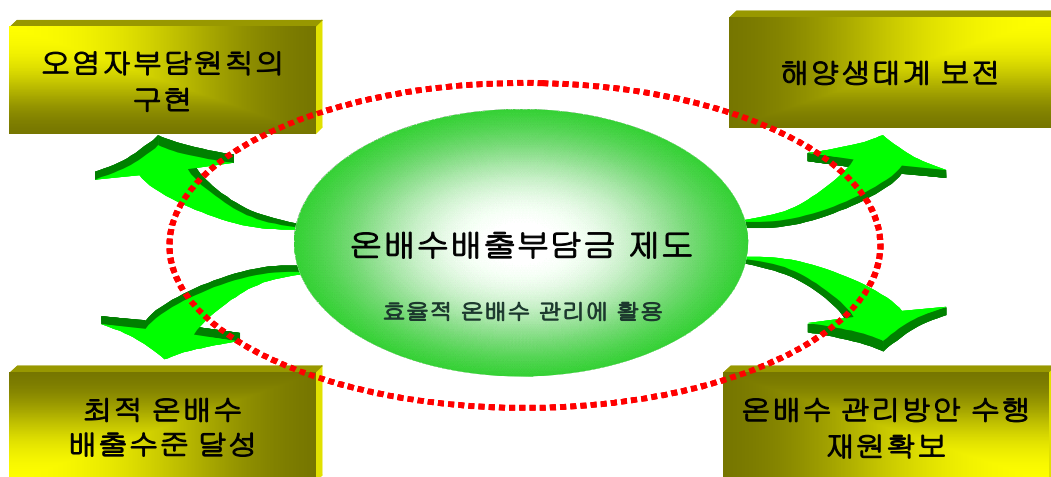 오염자부담원칙의
구현
해양생태계 보전
온배수배출부담금 제도
효율적 온배수 관리에 활용
최적 온배수
배출수준 달성
온배수 관리방안 수행
재원확보